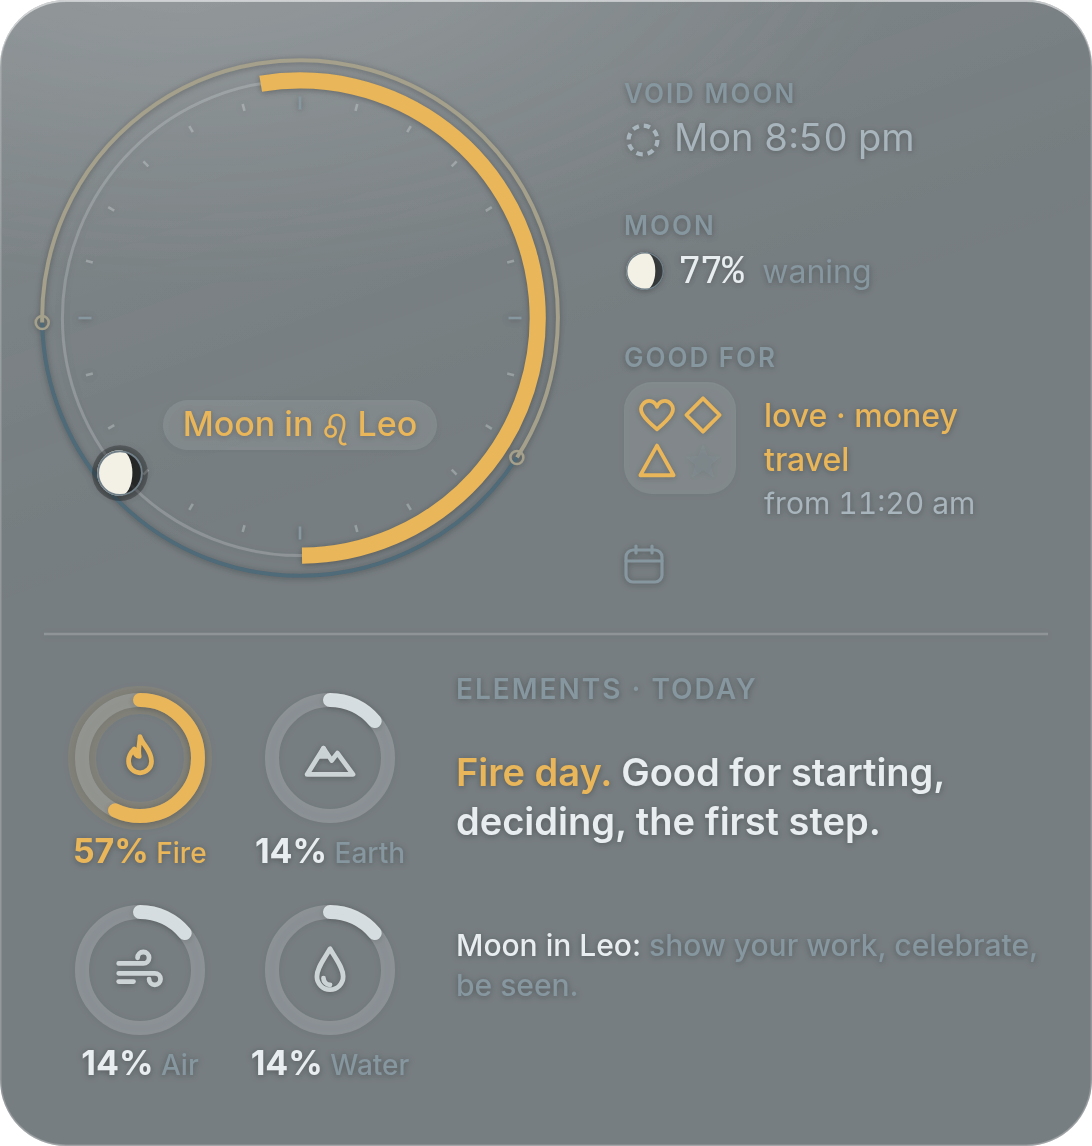 VOID MOON
Mon 8:50 pm
MOON
77% waning
GOOD FOR
love · money
travel
from 11:20 am
Moon in ♌ Leo
ELEMENTS · TODAY
Fire day. Good for starting,
deciding, the first step.
57% Fire
14% Earth
Moon in Leo: show your work, celebrate,
be seen.
14% Air
14% Water